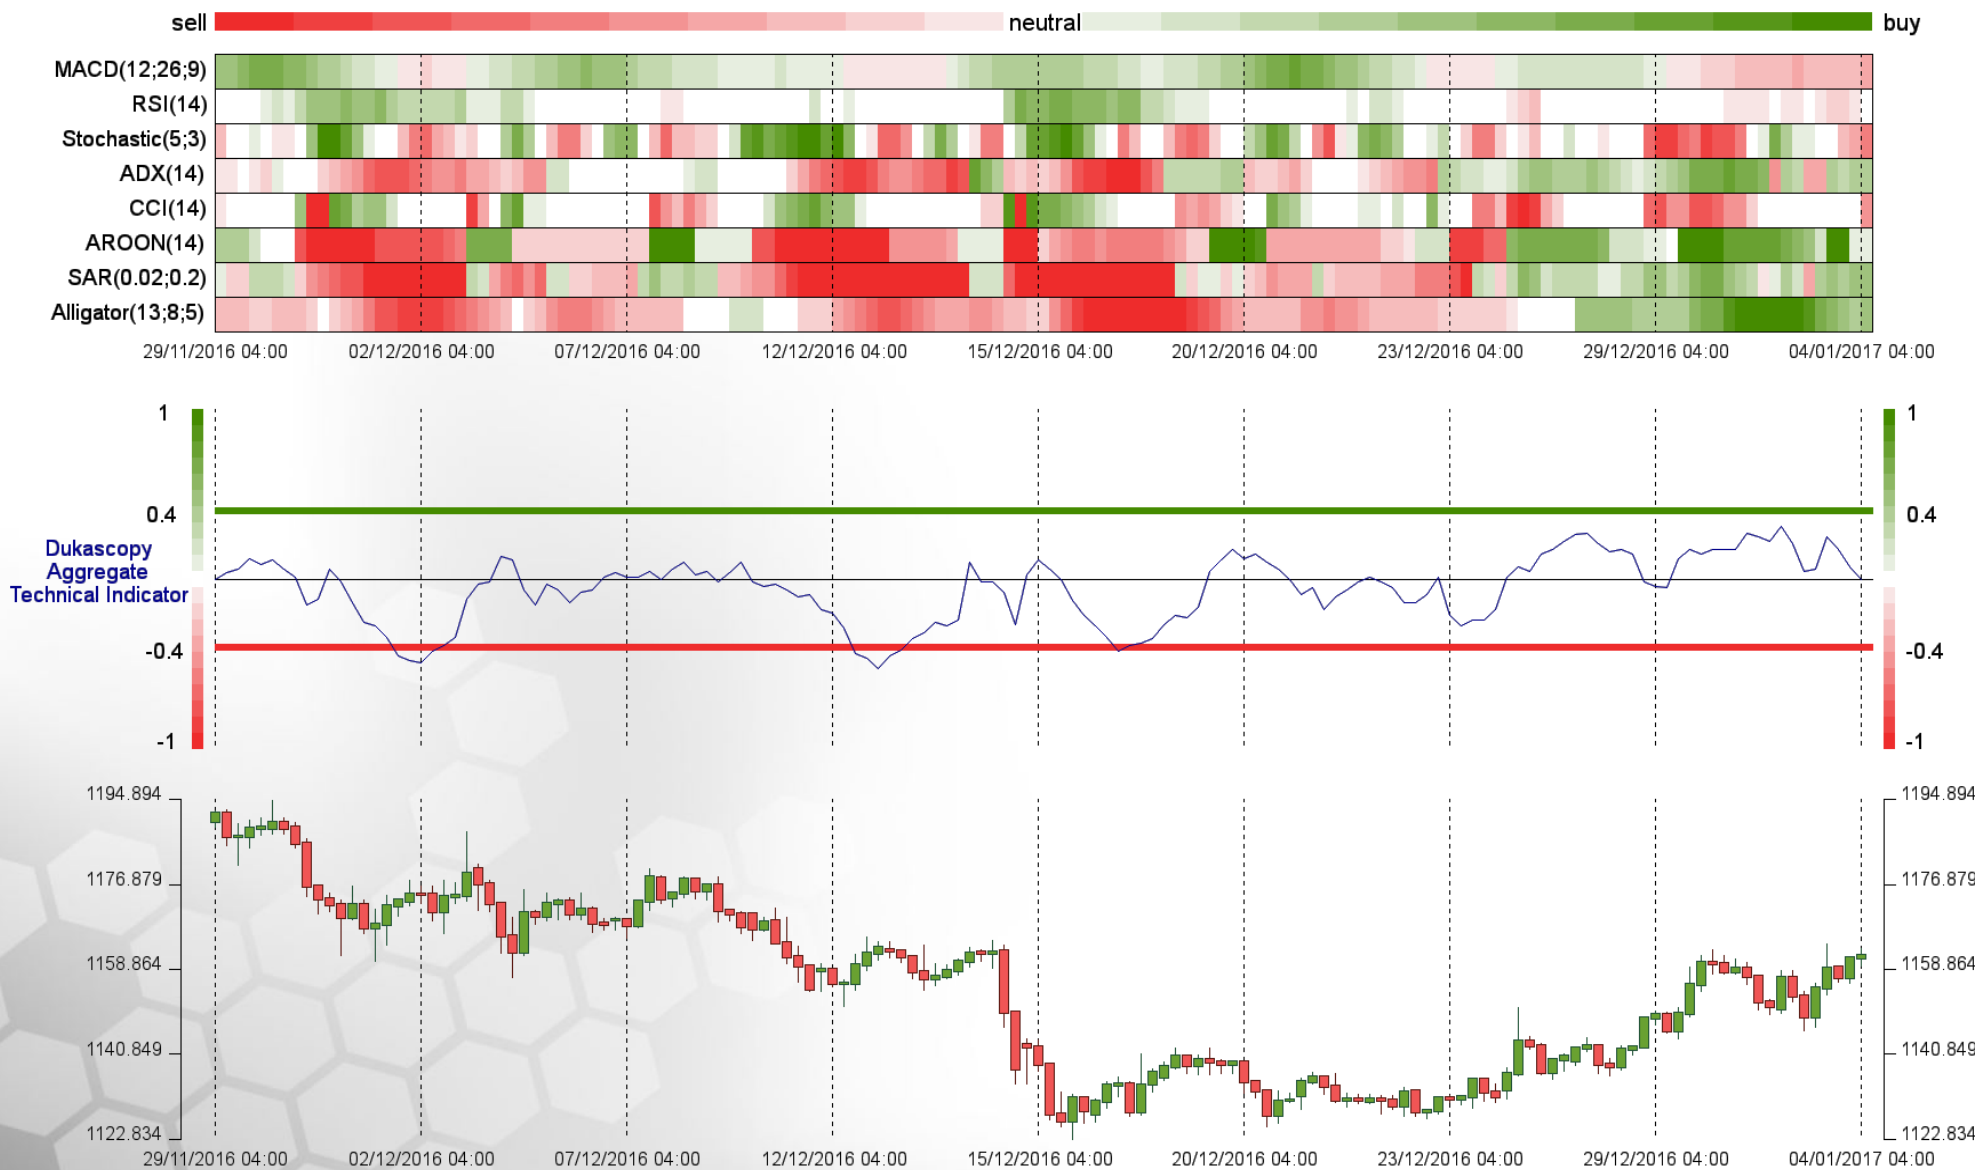 sell neutral buy
MACD(12;26;9)
RSI(14)
Stochastic(5;3)
ADX(14)
CCI(14)
AROON(14)
SAR(0.02;0.2)
Alligator(13;8;5)
29/11/2016 04:00 02/12/2016 04:00 07/12/2016 04:00 12/12/2016 04:00 15/12/2016 04:00 20/12/2016 04:00 23/12/2016 04:00 29/12/2016 04:00 04/01/2017 04:00
1 1
0.4 0.4
Dukascopy
Aggregate
Technical Indicator
-0.4 -0.4
-1 -1
1194.894 1194.894
1176.879 1176.879
1158.864 1158.864
1140.849 1140.849
1122.834 1122.834
29/11/2016 04:00 02/12/2016 04:00 07/12/2016 04:00 12/12/2016 04:00 15/12/2016 04:00 20/12/2016 04:00 23/12/2016 04:00 29/12/2016 04:00 04/01/2017 04:00